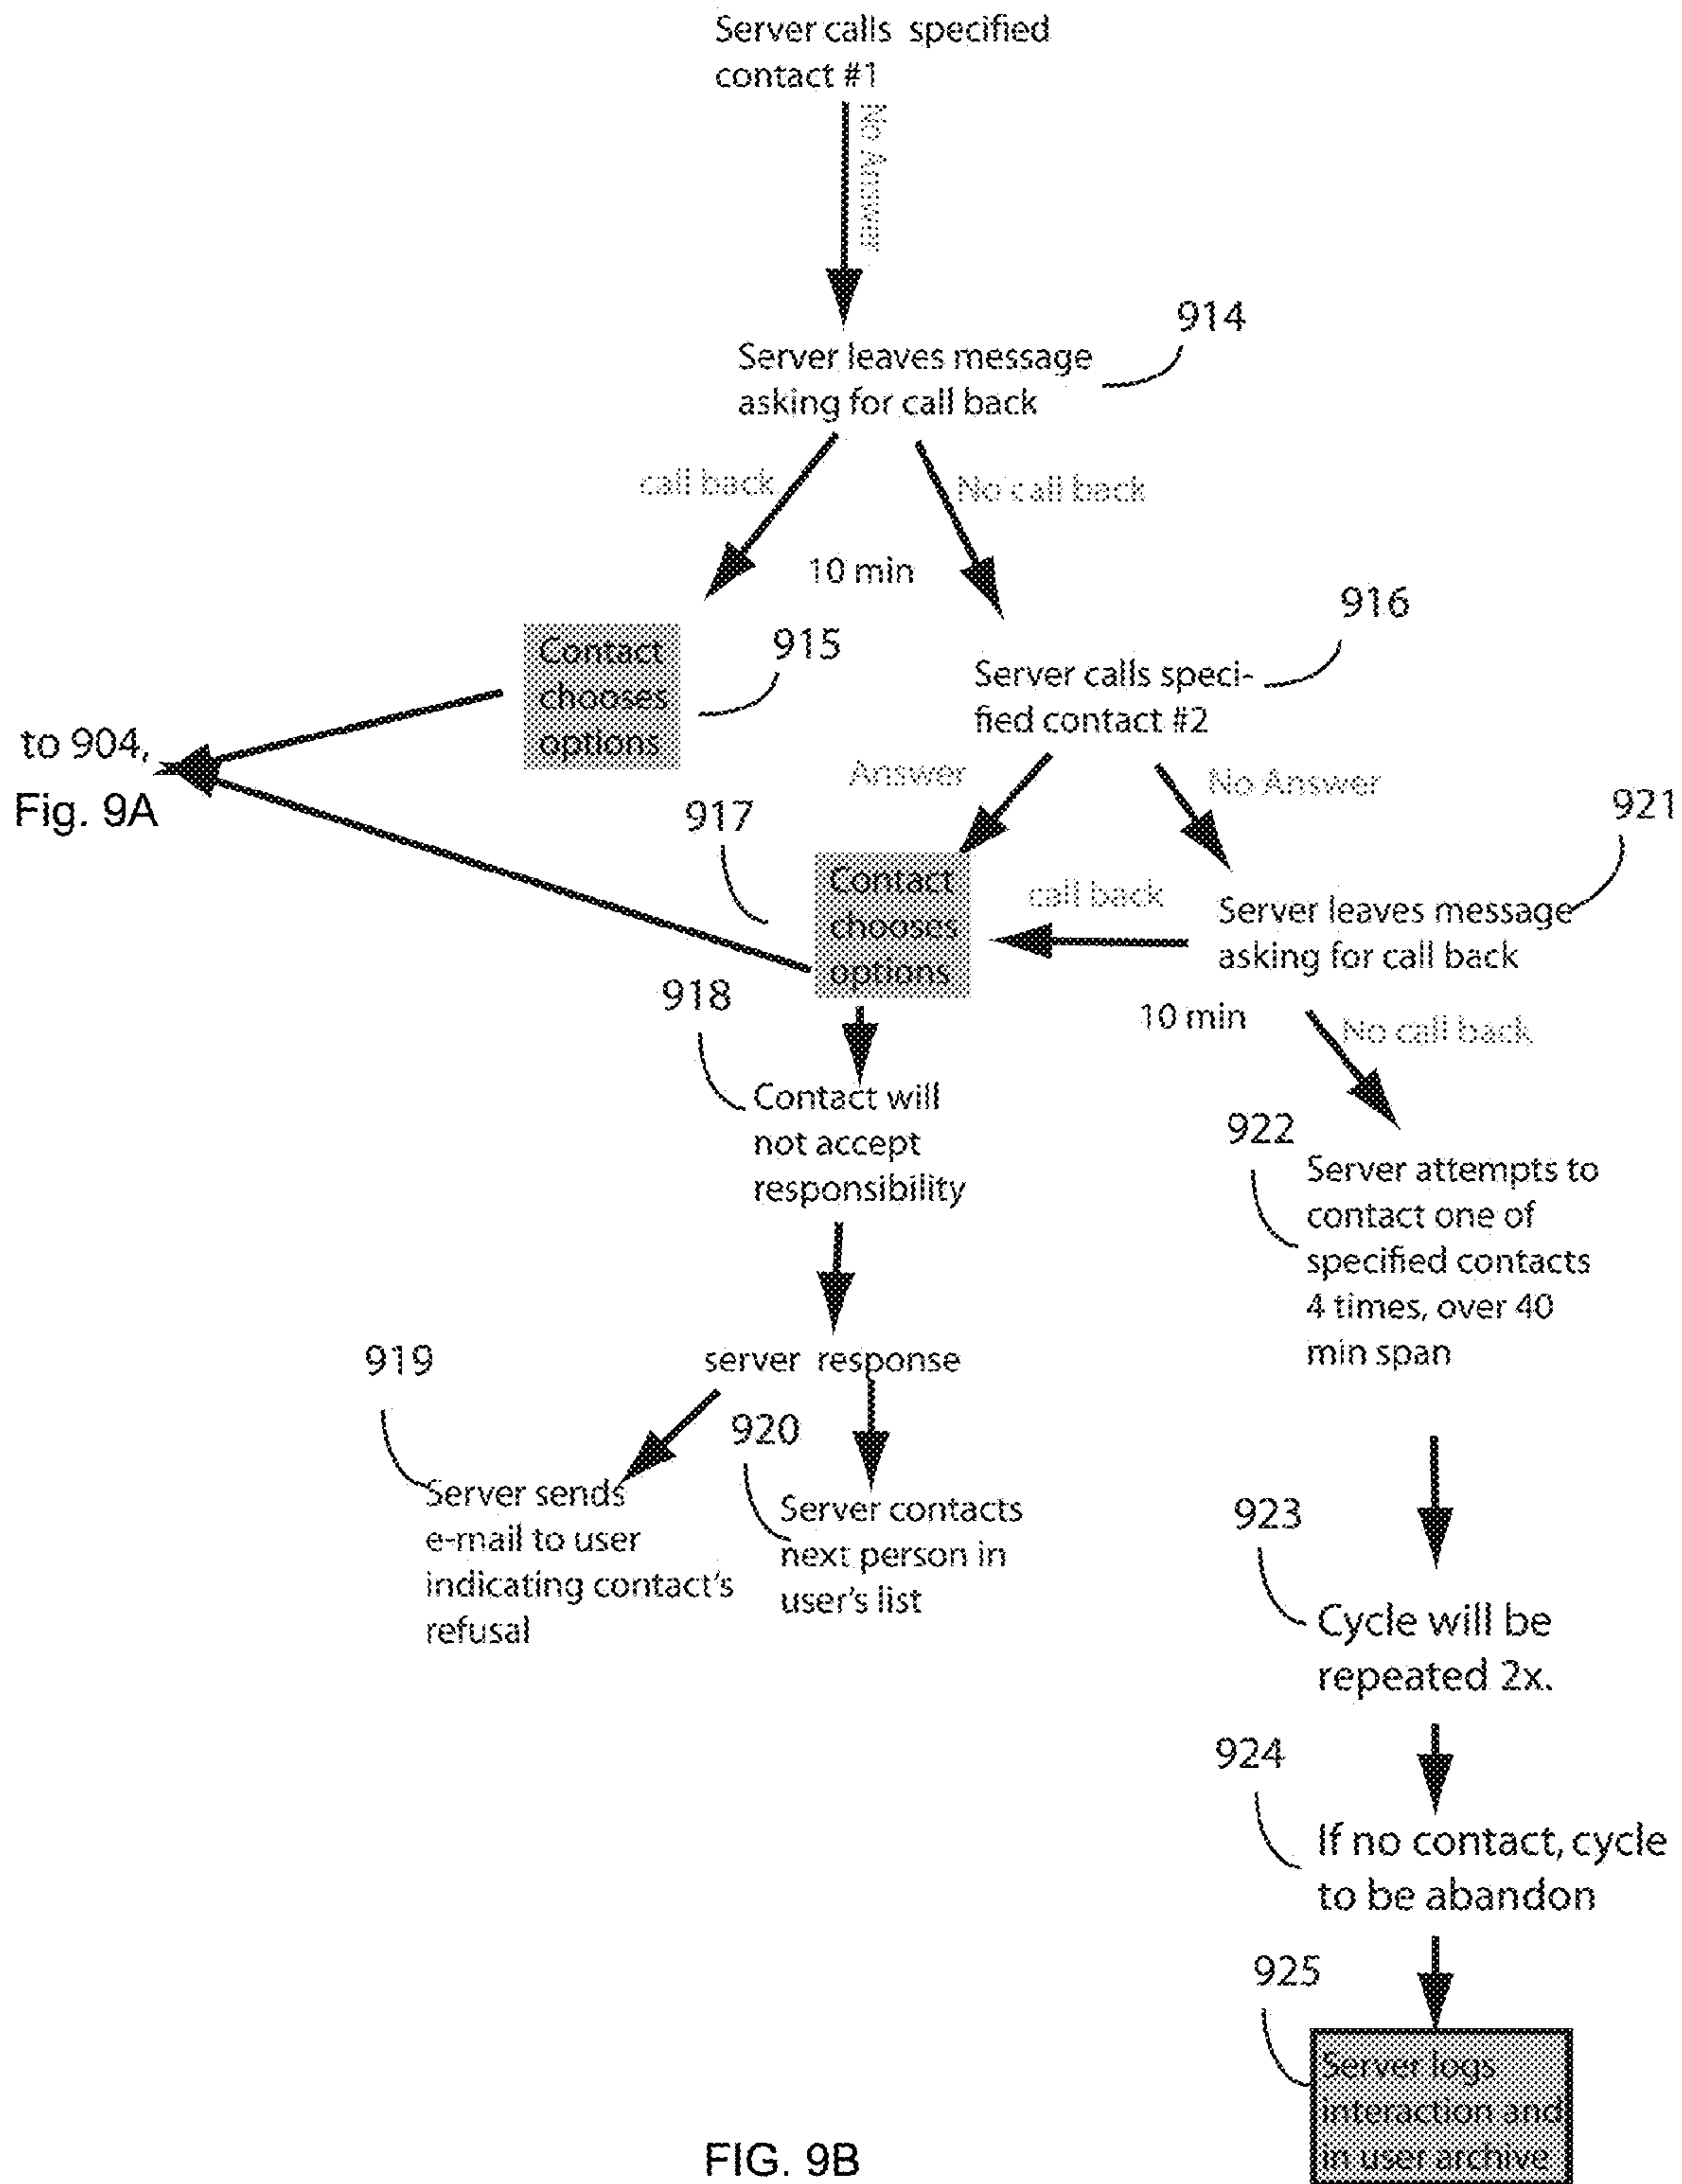 Server calls specified
contact #1
No Answer
914
Server leaves message
asking for call back
call back
No call back
10 min
915
Contact
chooses
options
916
Server calls speci-
fied contact #2
to 904,
Fig. 9A
Answer
No Answer
917
Contact
chooses
options
call back
921
Server leaves message
asking for call back
10 min
No call back
918
Contact will
not accept
responsibility
922
Server attempts to
contact one of
specified contacts
4 times, over 40
min span
server response
919
Server sends
e-mail to user
indicating contact's
refusal
920
Server contacts
next person in
user's list
923
Cycle will be
repeated 2x.
924
If no contact, cycle
to be abandon
925
Server logs
interaction and
in user archive
FIG. 9B